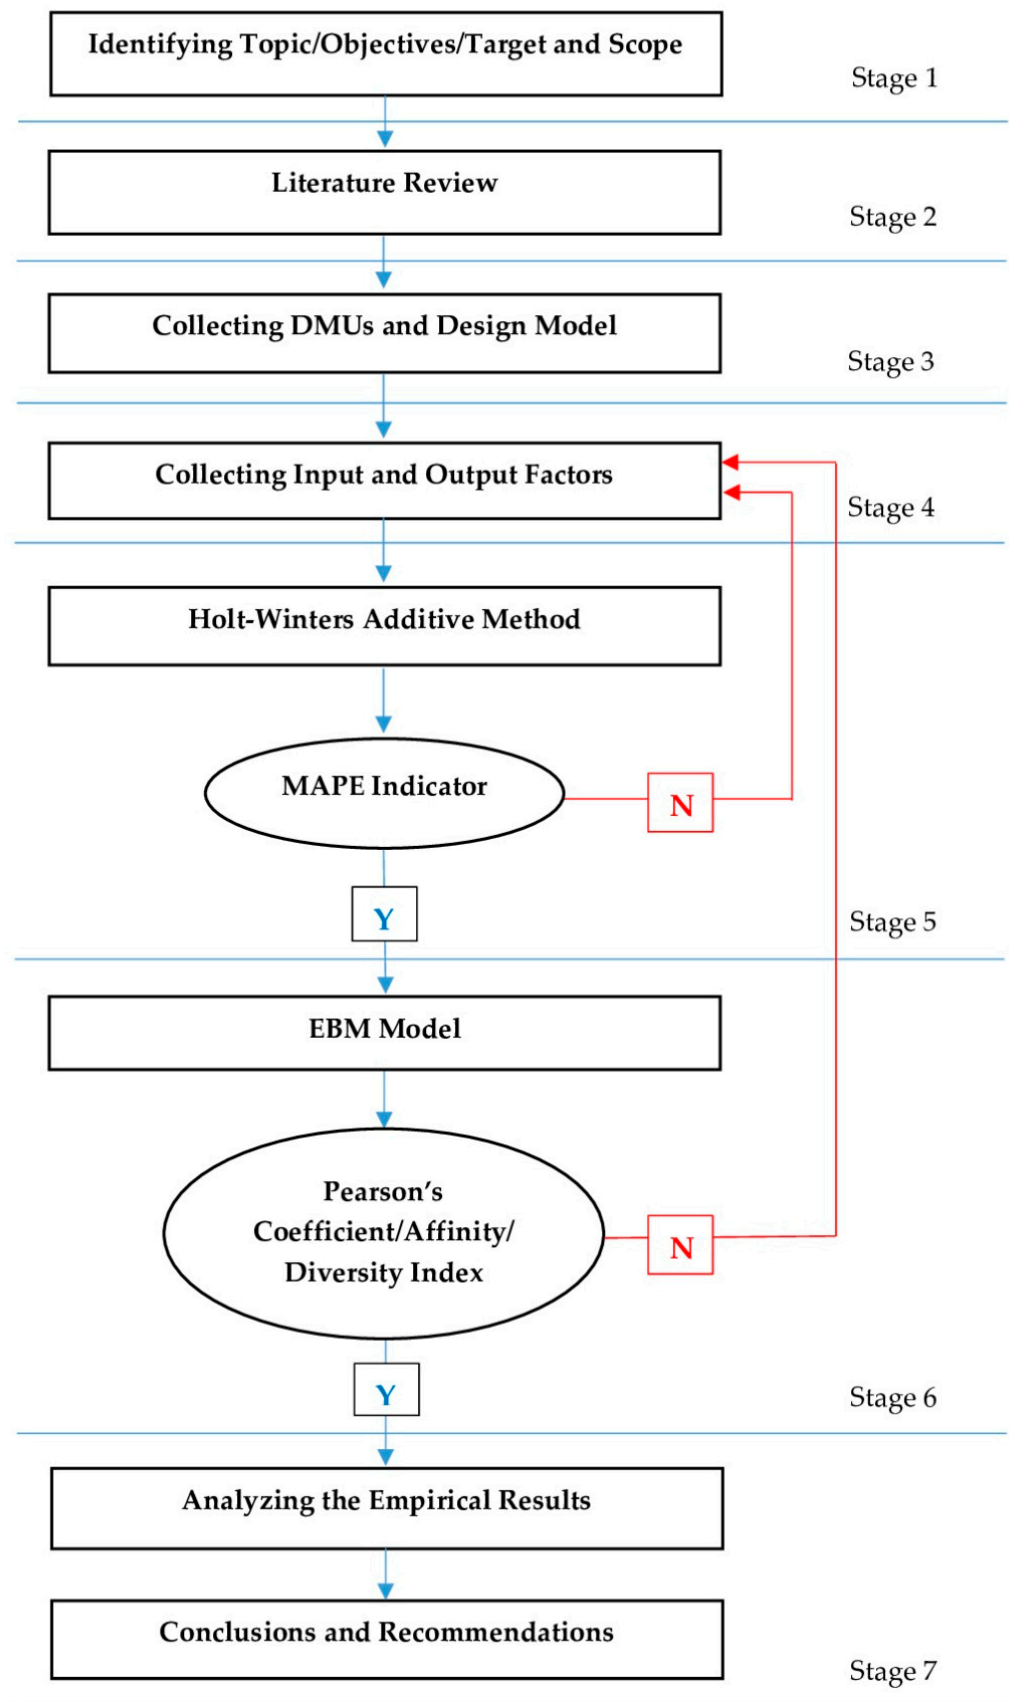 Identifying Topic/Objectives/Target and Scope
Stage 1
Literature Review
Stage 2
Collecting DMUs and Design Model
Stage 3
Collecting Input and Output Factors
Stage 4
Holt-Winters Additive Method
MAPE Indicator
N
Y
Stage 5
EBM Model
Pearson's
Coefficient/Affinity/
Diversity Index
N
Y
Stage 6
Analyzing the Empirical Results
Conclusions and Recommendations
Stage 7